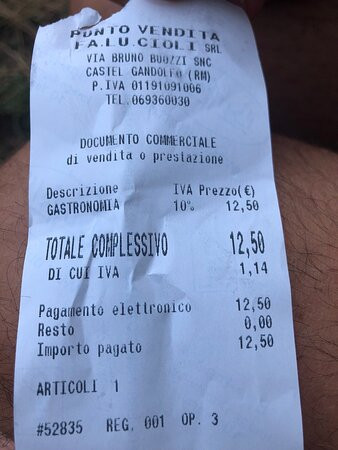 PUNTO VENDITA
FA.LU.CIOLI SRL
VIA BRUNO BUOZZI SNC
CASTEL GANDOLFO (RM)
P.IVA 01191091006
TEL.069360030
DOCUMENTO COMMERCIALE
di vendita o prestazione
Descrizione IVA Prezzo(€)
GASTRONOMIA 10% 12,50
TOTALE COMPLESSIVO 12,50
DI CUI IVA 1,14
Pagamento elettronico 12,50
Resto 0,00
Importo pagato 12,50
ARTICOLI 1
#52835 REG. 001 OP. 3